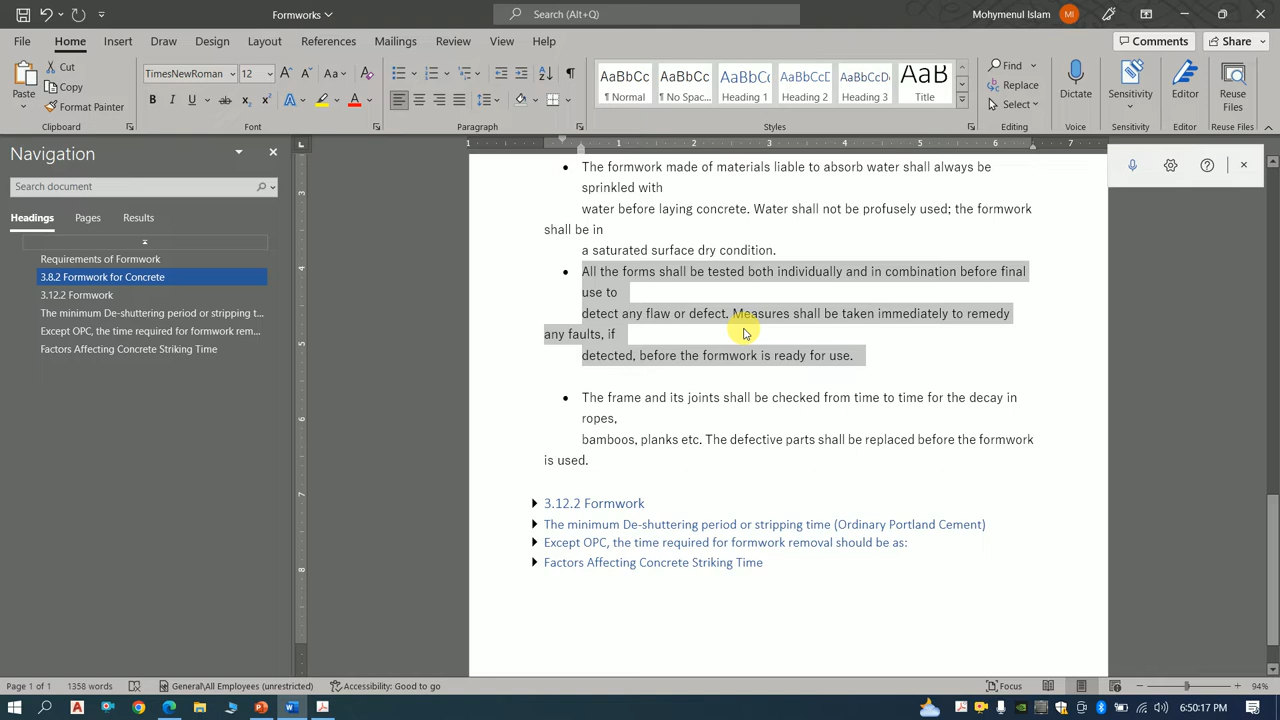 Formworks
Search (Alt+Q)
Mohymenul Islam
MI
File
Home
Insert
Draw
Design
Layout
References
Mailings
Review
View
Help
Comments
Share
Paste
Cut
Copy
Format Painter
Clipboard
TimesNewRoman
12
Font
Paragraph
AaBbCc
¶ Normal
AaBbCc
¶ No Spac...
AaBbCc
Heading 1
AaBbCcD
Heading 2
AaBbCcDc
Heading 3
AaB
Title
Styles
Find
Replace
Select
Editing
Dictate
Voice
Sensitivity
Sensitivity
Editor
Editor
Reuse
Files
Reuse Files
Navigation
Search document
Headings
Pages
Results
Requirements of Formwork
3.8.2 Formwork for Concrete
3.12.2 Formwork
The minimum De-shuttering period or stripping time (Ordinary Portland Cement) t...
Except OPC, the time required for formwork rem...
Factors Affecting Concrete Striking Time
The formwork made of materials liable to absorb water shall always be
sprinkled with
water before laying concrete. Water shall not be profusely used; the formwork
shall be in
a saturated surface dry condition.
All the forms shall be tested both individually and in combination before final
use to
detect any flaw or defect. Measures shall be taken immediately to remedy
any faults, if
detected, before the formwork is ready for use.
The frame and its joints shall be checked from time to time for the decay in
ropes,
bamboos, planks etc. The defective parts shall be replaced before the formwork
is used.
3.12.2 Formwork
The minimum De-shuttering period or stripping time (Ordinary Portland Cement)
Except OPC, the time required for formwork removal should be as:
Factors Affecting Concrete Striking Time
Page 1 of 1
1358 words
General\All Employees (unrestricted)
Accessibility: Good to go
Focus
94%
6:50:17 PM